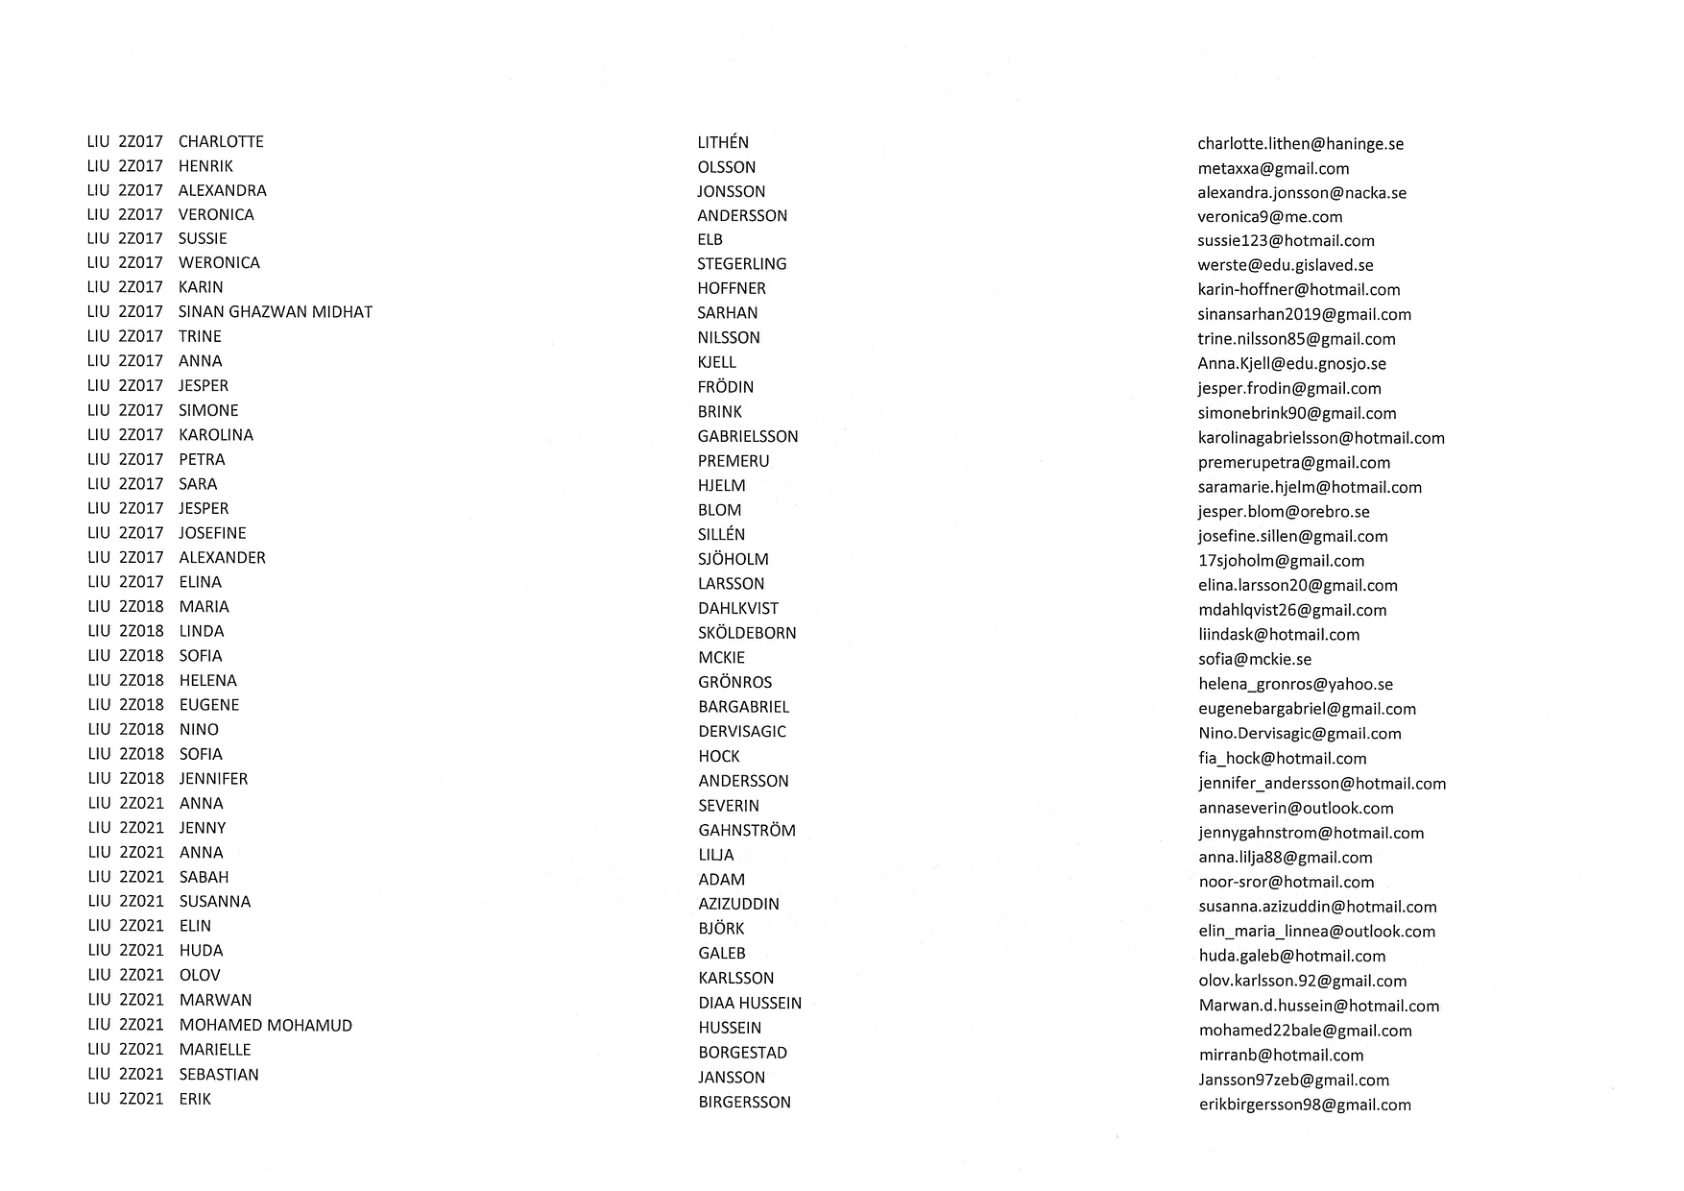 LIU 2Z017 CHARLOTTE LITHÉN charlotte.lithen@haninge.se
LIU 2Z017 HENRIK OLSSON metaxxa@gmail.com
LIU 2Z017 ALEXANDRA JONSSON alexandra.jonsson@nacka.se
LIU 2Z017 VERONICA ANDERSSON veronica9@me.com
LIU 2Z017 SUSSIE ELB sussie123@hotmail.com
LIU 2Z017 WERONICA STEGERLING werste@edu.gislaved.se
LIU 2Z017 KARIN HOFFNER karin-hoffner@hotmail.com
LIU 2Z017 SINAN GHAZWAN MIDHAT SARHAN sinansarhan2019@gmail.com
LIU 2Z017 TRINE NILSSON trine.nilsson85@gmail.com
LIU 2Z017 ANNA KJELL Anna.Kjell@edu.gnosjo.se
LIU 2Z017 JESPER FRÖDIN jesper.frodin@gmail.com
LIU 2Z017 SIMONE BRINK simonebrink90@gmail.com
LIU 2Z017 KAROLINA GABRIELSSON karolinagabrielsson@hotmail.com
LIU 2Z017 PETRA PREMERU premerupetra@gmail.com
LIU 2Z017 SARA HJELM saramarie.hjelm@hotmail.com
LIU 2Z017 JESPER BLOM jesper.blom@orebro.se
LIU 2Z017 JOSEFINE SILLÉN josefine.sillen@gmail.com
LIU 2Z017 ALEXANDER SJÖHOLM 17sjoholm@gmail.com
LIU 2Z017 ELINA LARSSON elina.larsson20@gmail.com
LIU 2Z018 MARIA DAHLKVIST mdahlqvist26@gmail.com
LIU 2Z018 LINDA SKÖLDEBORN liindask@hotmail.com
LIU 2Z018 SOFIA MCKIE sofia@mckie.se
LIU 2Z018 HELENA GRÖNROS helena_gronros@yahoo.se
LIU 2Z018 EUGENE BARGABRIEL eugenebargabriel@gmail.com
LIU 2Z018 NINO DERVISAGIC Nino.Dervisagic@gmail.com
LIU 2Z018 SOFIA HOCK fia_hock@hotmail.com
LIU 2Z018 JENNIFER ANDERSSON jennifer_andersson@hotmail.com
LIU 2Z021 ANNA SEVERIN annaseverin@outlook.com
LIU 2Z021 JENNY GAHNSTRÖM jennygahnstrom@hotmail.com
LIU 2Z021 ANNA LILJA anna.lilja88@gmail.com
LIU 2Z021 SABAH ADAM noor-sror@hotmail.com
LIU 2Z021 SUSANNA AZIZUDDIN susanna.azizuddin@hotmail.com
LIU 2Z021 ELIN BJÖRK elin_maria_linnea@outlook.com
LIU 2Z021 HUDA GALEB huda.galeb@hotmail.com
LIU 2Z021 OLOV KARLSSON olov.karlsson.92@gmail.com
LIU 2Z021 MARWAN DIAA HUSSEIN Marwan.d.hussein@hotmail.com
LIU 2Z021 MOHAMED MOHAMUD HUSSEIN mohamed22bale@gmail.com
LIU 2Z021 MARIELLE BORGESTAD mirranb@hotmail.com
LIU 2Z021 SEBASTIAN JANSSON Jansson97zeb@gmail.com
LIU 2Z021 ERIK BIRGERSSON erikbirgersson98@gmail.com